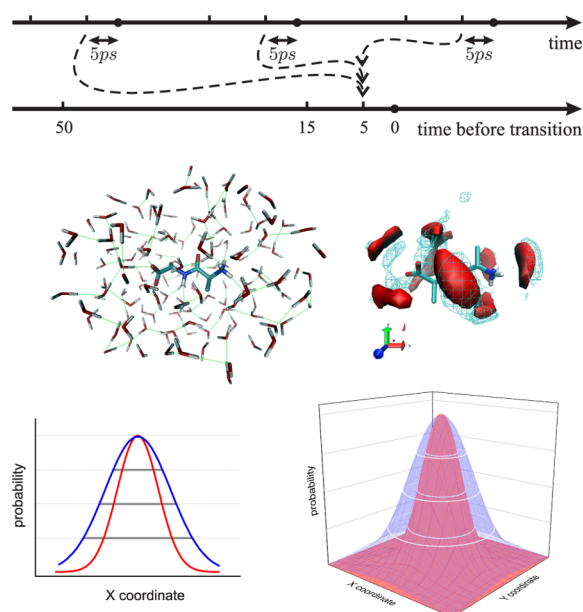 5ps 5ps 5ps
time
50 15 5 0 time before transition
probability
X coordinate
probability
X coordinate
Y coordinate